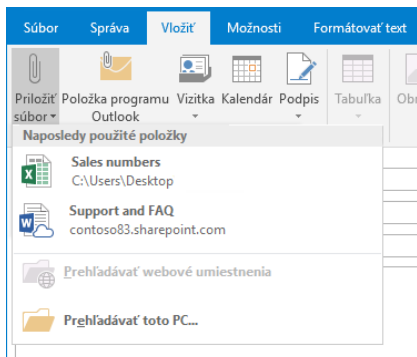 Súbor Správa Vložiť Možnosti Formátovať text
Priložiť súbor Položka programu Outlook Vizitka Kalendár Podpis Tabuľka
Naposledy použité položky
Sales numbers
C:\Users\Desktop
Support and FAQ
contoso83.sharepoint.com
Prehľadávať webové umiestnenia
Prehľadávať toto PC...